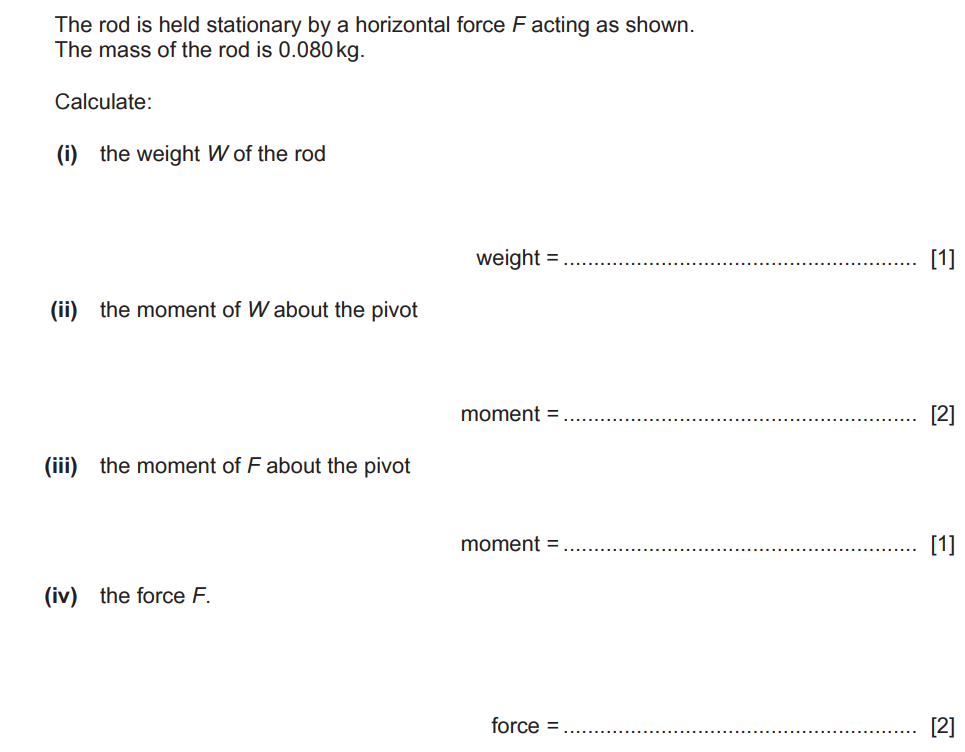 The rod is held stationary by a horizontal force F acting as shown.
The mass of the rod is 0.080 kg.
Calculate:
(i) the weight W of the rod
weight = ......................................................... [1]
(ii) the moment of W about the pivot
moment = ......................................................... [2]
(iii) the moment of F about the pivot
moment = ......................................................... [1]
(iv) the force F.
force = ......................................................... [2]